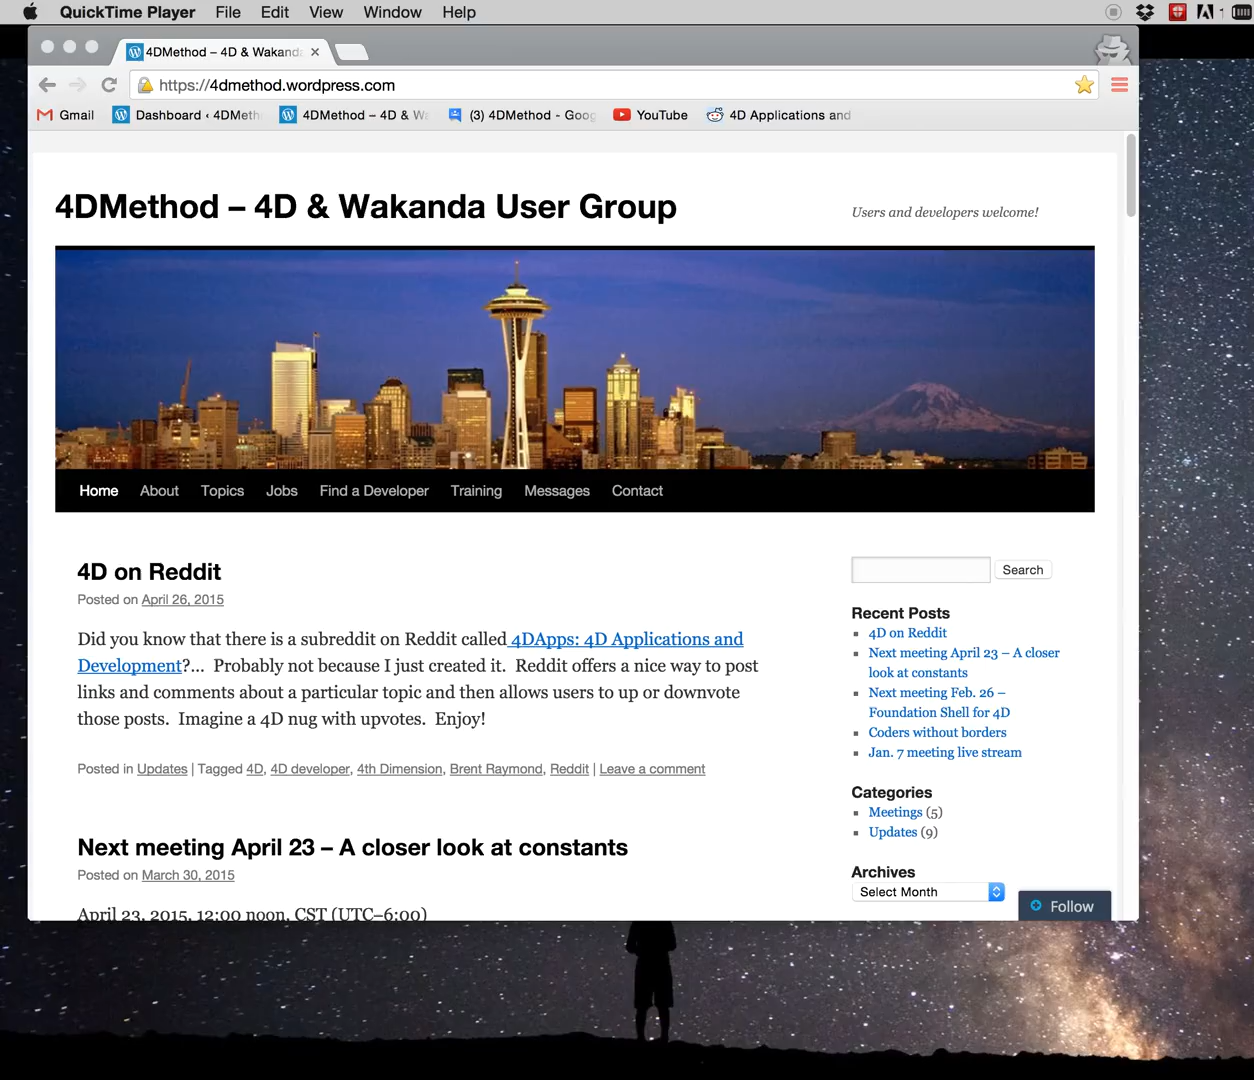 QuickTime Player File Edit View Window Help
4DMethod – 4D & Wakanda
https://4dmethod.wordpress.com
Gmail Dashboard ‹ 4DMeth 4DMethod – 4D & W (3) 4DMethod - Goog YouTube 4D Applications and
4DMethod – 4D & Wakanda User Group
Users and developers welcome!
Home About Topics Jobs Find a Developer Training Messages Contact
4D on Reddit
Posted on April 26, 2015
Did you know that there is a subreddit on Reddit called 4DApps: 4D Applications and
Development?... Probably not because I just created it. Reddit offers a nice way to post
links and comments about a particular topic and then allows users to up or downvote
those posts. Imagine a 4D nug with upvotes. Enjoy!
Posted in Updates | Tagged 4D, 4D developer, 4th Dimension, Brent Raymond, Reddit | Leave a comment
Next meeting April 23 – A closer look at constants
Posted on March 30, 2015
April 23, 2015, 12:00 noon, CST (UTC–6:00)
Search
Recent Posts
4D on Reddit
Next meeting April 23 – A closer
look at constants
Next meeting Feb. 26 –
Foundation Shell for 4D
Coders without borders
Jan. 7 meeting live stream
Categories
Meetings (5)
Updates (9)
Archives
Select Month
Follow